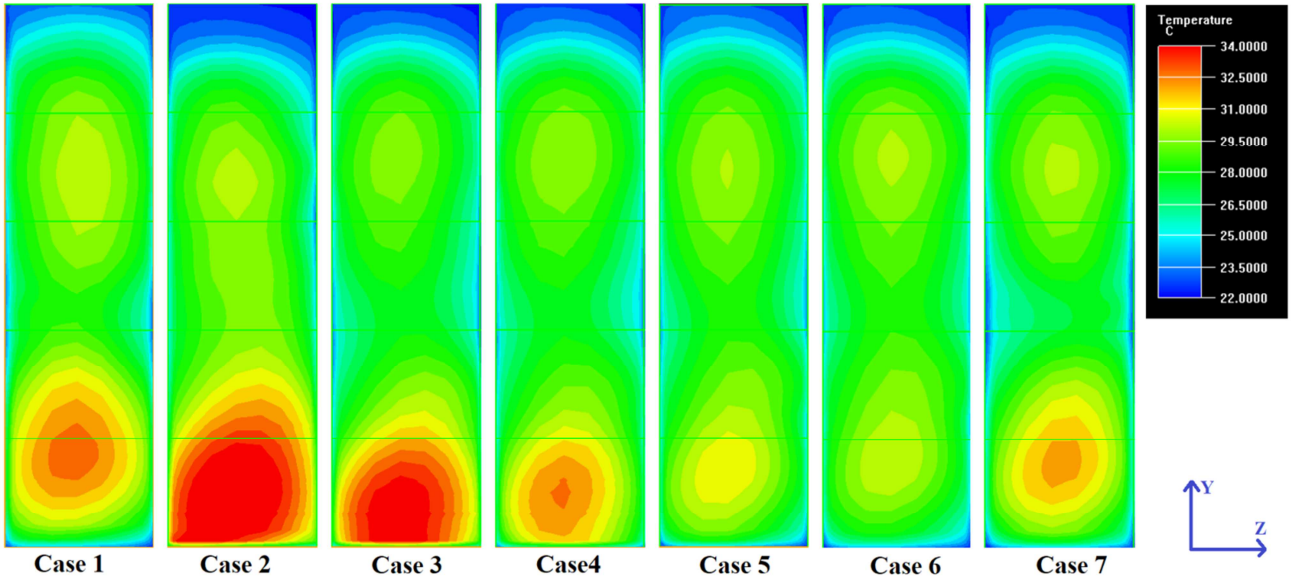 Temperature
C
34.0000
32.5000
31.0000
29.5000
28.0000
26.5000
25.0000
23.5000
22.0000
Y
Z
Case 1
Case 2
Case 3
Case4
Case 5
Case 6
Case 7